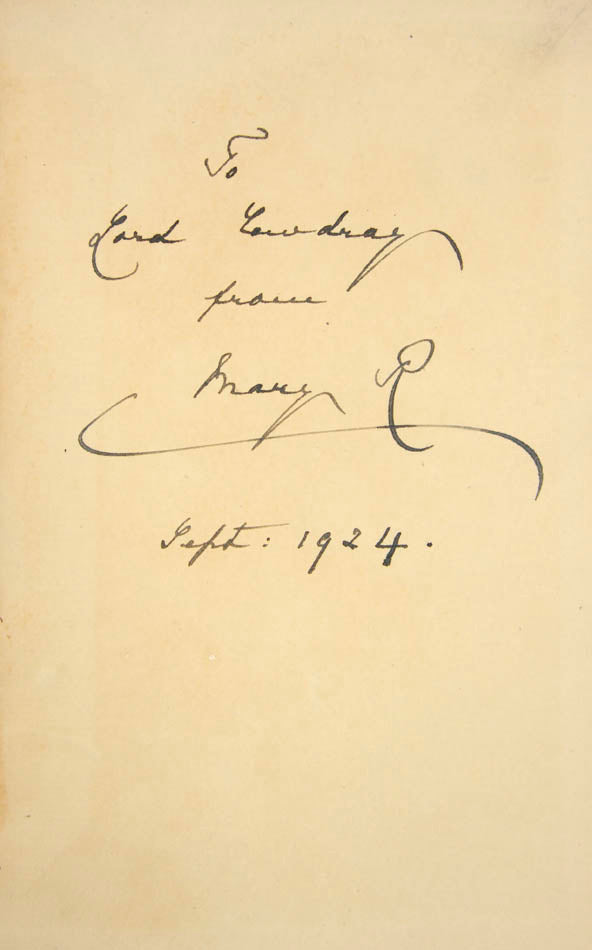 To
Lord Cowdray
from
Mary R
Sept: 1924.